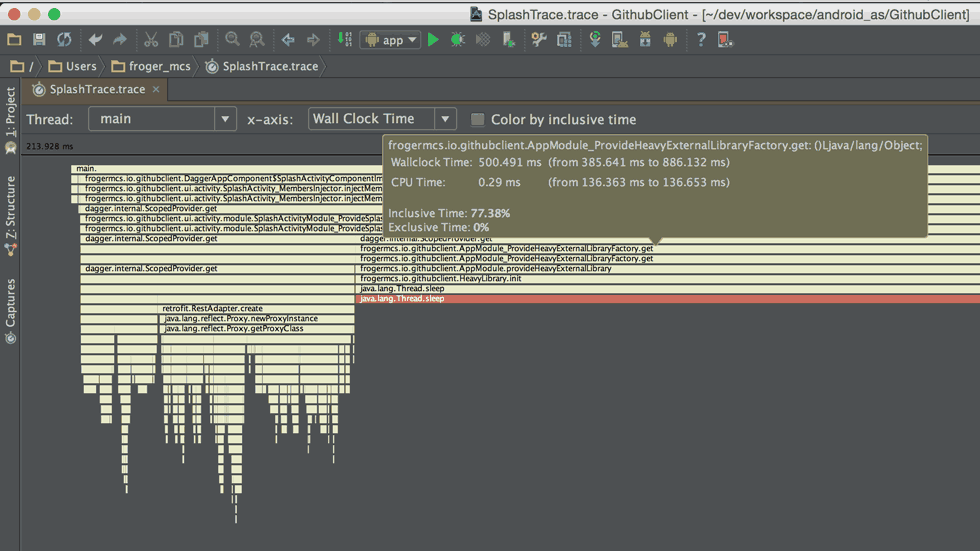 SplashTrace.trace - GithubClient - [~/dev/workspace/android_as/GithubClient]
app
/ Users froger_mcs SplashTrace.trace
SplashTrace.trace
1: Project
Z: Structure
Captures
Thread: main x-axis: Wall Clock Time Color by inclusive time
213.928 ms
frogermcs.io.githubclient.AppModule_ProvideHeavyExternalLibraryFactory.get: ()Ljava/lang/Object;
Wallclock Time: 500.491 ms (from 385.641 ms to 886.132 ms)
CPU Time: 0.29 ms (from 136.363 ms to 136.653 ms)
Inclusive Time: 77.38%
Exclusive Time: 0%
main.
frogermcs.io.githubclient.DaggerAppComponent$SplashActivityComponentIm
frogermcs.io.githubclient.ui.activity.SplashActivity_MembersInjector.injectMem
frogermcs.io.githubclient.ui.activity.SplashActivity_MembersInjector.injectMem
dagger.internal.ScopedProvider.get
frogermcs.io.githubclient.ui.activity.module.SplashActivityModule_ProvideSplas
frogermcs.io.githubclient.ui.activity.module.SplashActivityModule_ProvideSplas
dagger.internal.ScopedProvider.get dagger.internal.ScopedProvider.get
frogermcs.io.githubclient.AppModule_ProvideHeavyExternalLibraryFactory.get
frogermcs.io.githubclient.AppModule_ProvideHeavyExternalLibraryFactory.get
dagger.internal.ScopedProvider.get frogermcs.io.githubclient.AppModule.provideHeavyExternalLibrary
frogermcs.io.githubclient.HeavyLibrary.init
java.lang.Thread.sleep
java.lang.Thread.sleep
retrofit.RestAdapter.create
java.lang.reflect.Proxy.newProxyInstance
java.lang.reflect.Proxy.getProxyClass